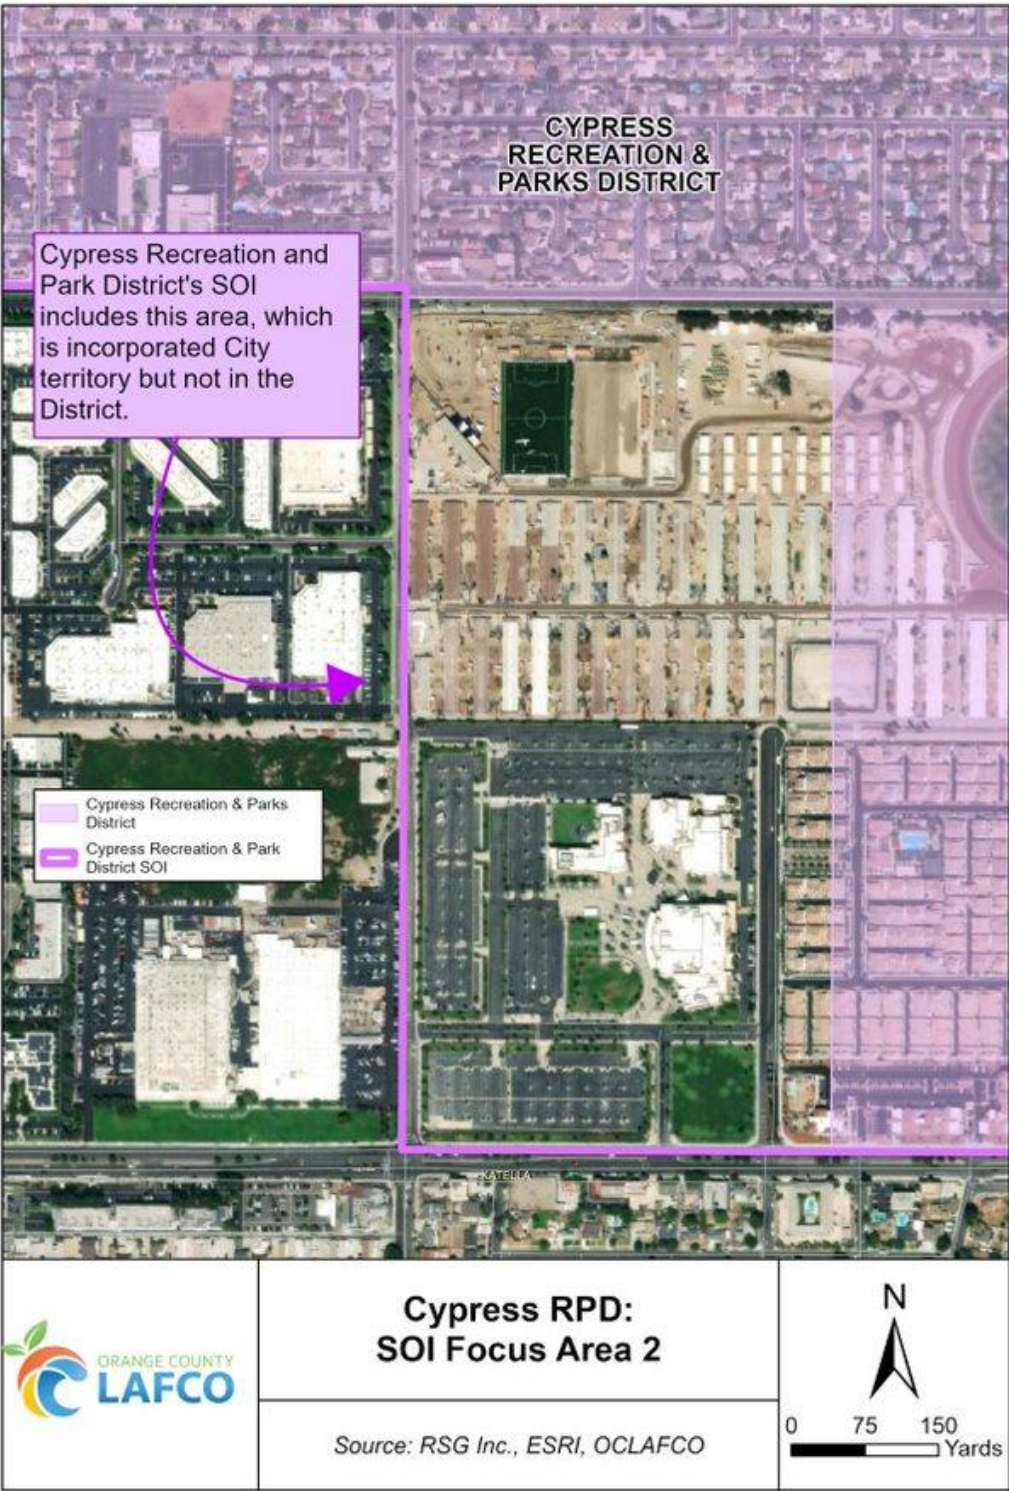 CYPRESS
RECREATION &
PARKS DISTRICT
Cypress Recreation and
Park District's SOI
includes this area, which
is incorporated City
territory but not in the
District.
Cypress Recreation & Parks
District
Cypress Recreation & Park
District SOI
KATELLA
ORANGE COUNTY
LAFCO
Cypress RPD:
SOI Focus Area 2
Source: RSG Inc., ESRI, OCLAFCO
N
0 75 150
Yards